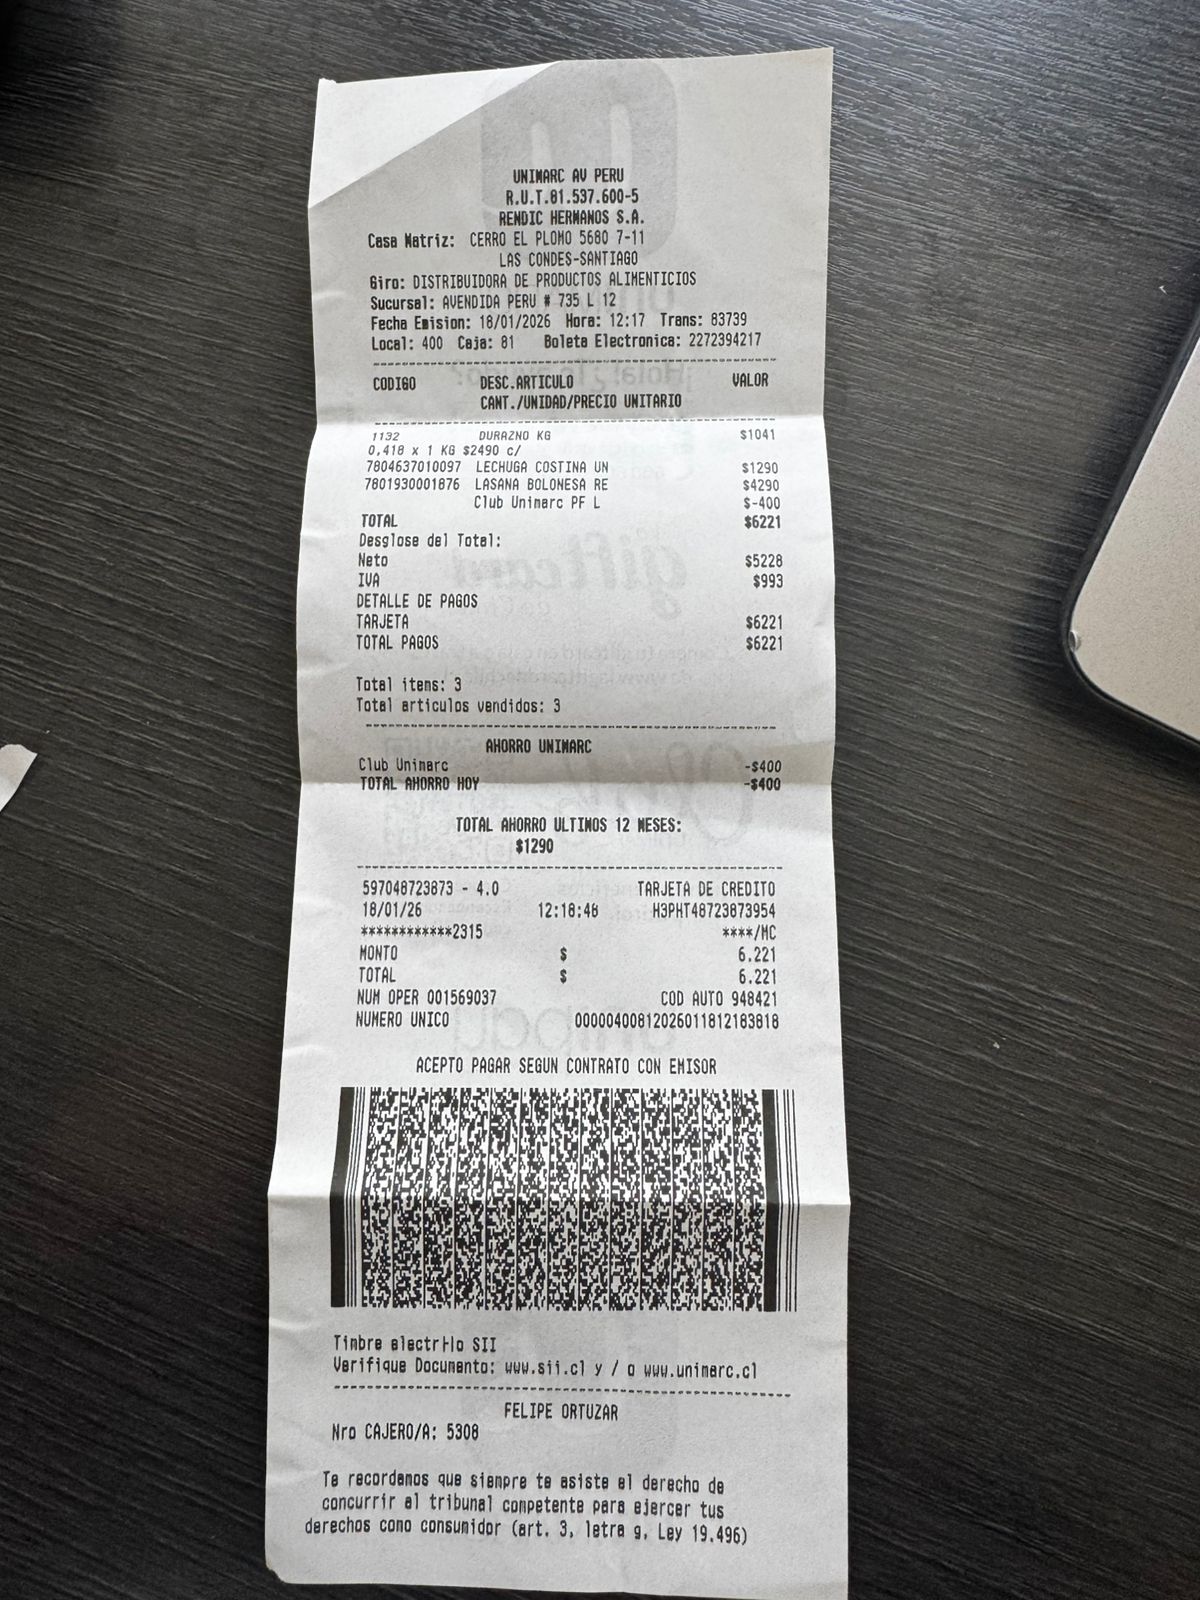 UNIMARC AV PERU
R.U.T.81.537.600-5
RENDIC HERMANOS S.A.
Casa Matriz: CERRO EL PLOMO 5680 7-11
LAS CONDES-SANTIAGO
Giro: DISTRIBUIDORA DE PRODUCTOS ALIMENTICIOS
Sucursal: AVENDIDA PERU # 735 L 12
Fecha Emision: 18/01/2026 Hora: 12:17 Trans: 83739
Local: 400 Caja: 81 Boleta Electronica: 2272394217
CODIGO DESC.ARTICULO VALOR
CANT./UNIDAD/PRECIO UNITARIO
1132 DURAZNO KG $1041
0,418 x 1 KG $2490 c/
7804637010097 LECHUGA COSTINA UN $1290
7801930001876 LASANA BOLONESA RE $4290
Club Unimarc PF L $-400
TOTAL $6221
Desglose del Total:
Neto $5228
IVA $993
DETALLE DE PAGOS
TARJETA $6221
TOTAL PAGOS $6221
Total items: 3
Total articulos vendidos: 3
AHORRO UNIMARC
Club Unimarc -$400
TOTAL AHORRO HOY -$400
TOTAL AHORRO ULTIMOS 12 MESES:
$1290
597048723873 - 4.0 TARJETA DE CREDITO
18/01/26 12:18:48 H3PHT48723873954
************2315 ****/MC
MONTO $ 6.221
TOTAL $ 6.221
NUM OPER 001569037 COD AUTO 948421
NUMERO UNICO 00000400812026011812183818
ACEPTO PAGAR SEGUN CONTRATO CON EMISOR
Timbre SII
Verifique Documento: www.sii.cl y / o www.unimarc.cl
FELIPE ORTUZAR
Nro CAJERO/A: 5308
Te recordamos que siempre te asiste el derecho de
concurrir al tribunal competente para ejercer tus
derechos como consumidor (art. 3, letra g, Ley 19.496)